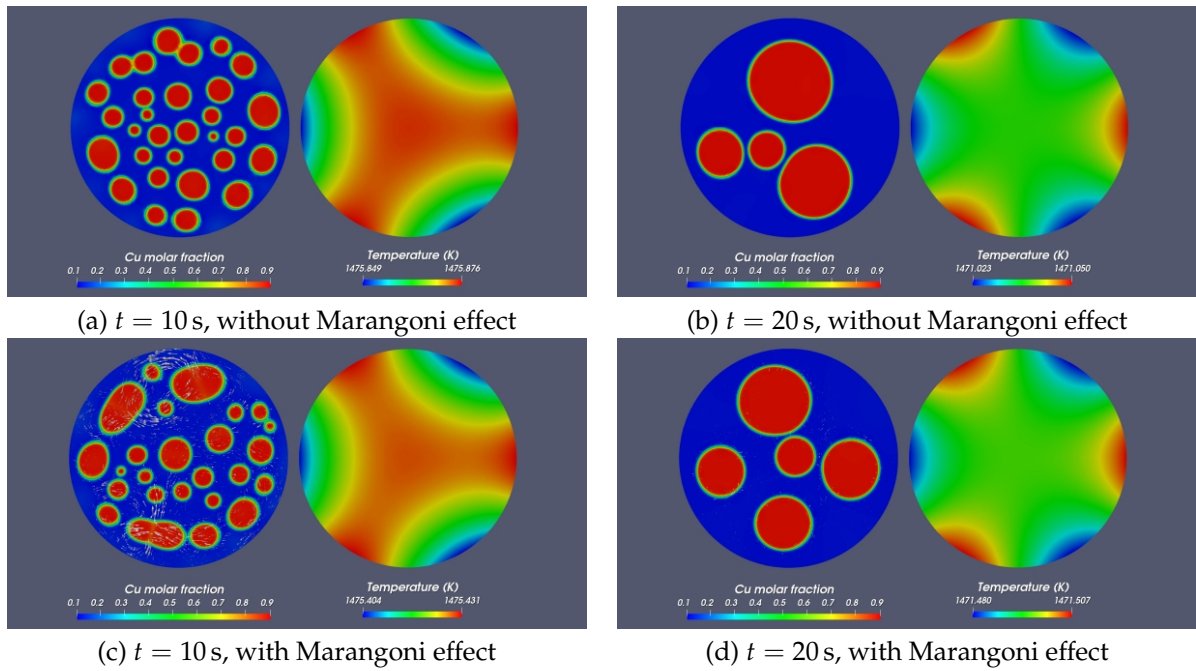 Cu molar fraction
0.1 0.2 0.3 0.4 0.5 0.6 0.7 0.8 0.9
Temperature (K)
1475.849 1475.876
Cu molar fraction
0.1 0.2 0.3 0.4 0.5 0.6 0.7 0.8 0.9
Temperature (K)
1471.023 1471.050
(a) t = 10 s, without Marangoni effect
(b) t = 20 s, without Marangoni effect
Cu molar fraction
0.1 0.2 0.3 0.4 0.5 0.6 0.7 0.8 0.9
Temperature (K)
1475.404 1475.431
Cu molar fraction
0.1 0.2 0.3 0.4 0.5 0.6 0.7 0.8 0.9
Temperature (K)
1471.480 1471.507
(c) t = 10 s, with Marangoni effect
(d) t = 20 s, with Marangoni effect